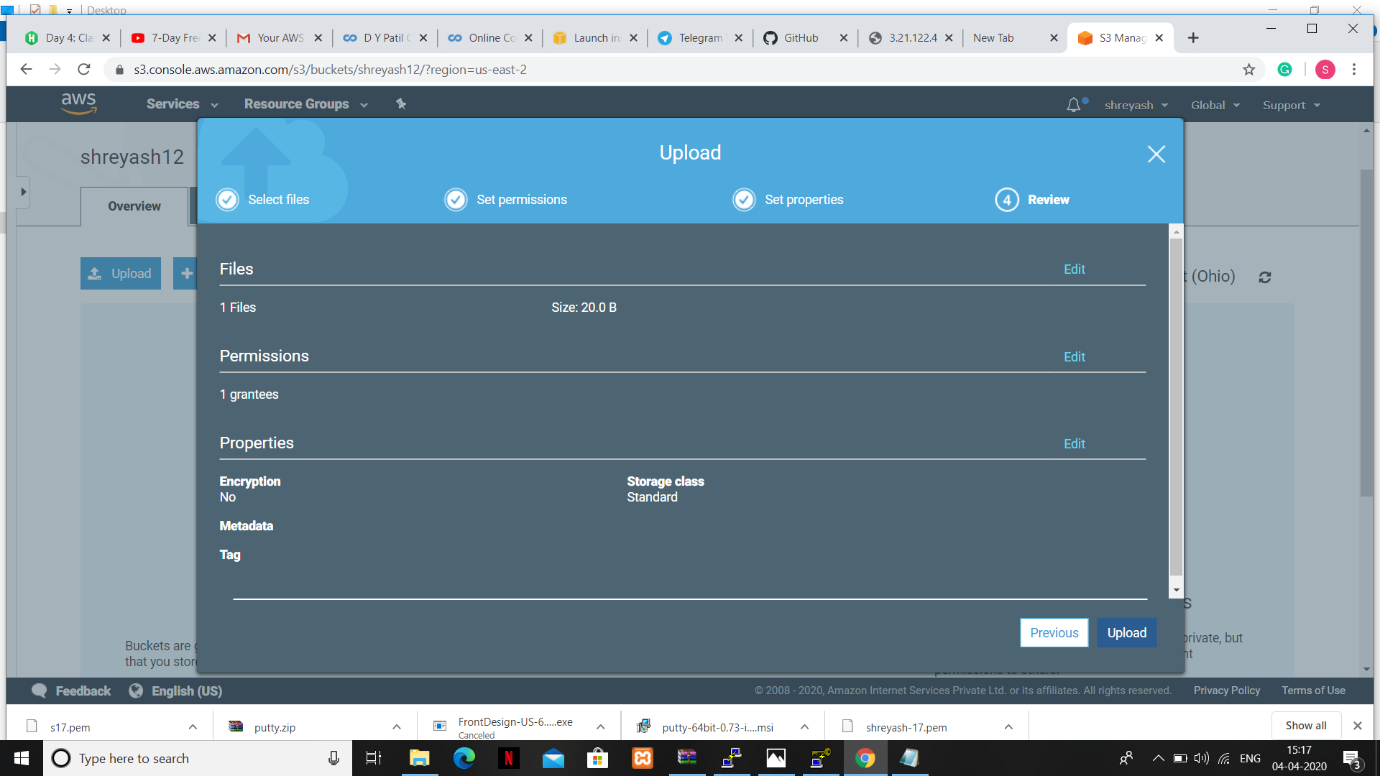 Desktop
Day 4: Cla
7-Day Fre
Your AWS
D Y Patil C
Online Co
Launch in
Telegram
GitHub
3.21.122.4
New Tab
S3 Manag
s3.console.aws.amazon.com/s3/buckets/shreyash12/?region=us-east-2
S
aws
Services
Resource Groups
shreyash
Global
Support
shreyash12
Upload
Select files
Set permissions
Set properties
4 Review
Overview
Upload
t (Ohio)
Files
Edit
1 Files
Size: 20.0 B
Permissions
Edit
1 grantees
Properties
Edit
Encryption
No
Storage class
Standard
Metadata
Tag
Previous
Upload
Buckets are g
that you stor
s
private, but
nt
permissions to others.
Feedback
English (US)
© 2008 - 2020, Amazon Internet Services Private Ltd. or its affiliates. All rights reserved.
Privacy Policy
Terms of Use
s17.pem
putty.zip
FrontDesign-US-6.....exe
Canceled
putty-64bit-0.73-i....msi
shreyash-17.pem
Show all
Type here to search
ENG
15:17
04-04-2020
3